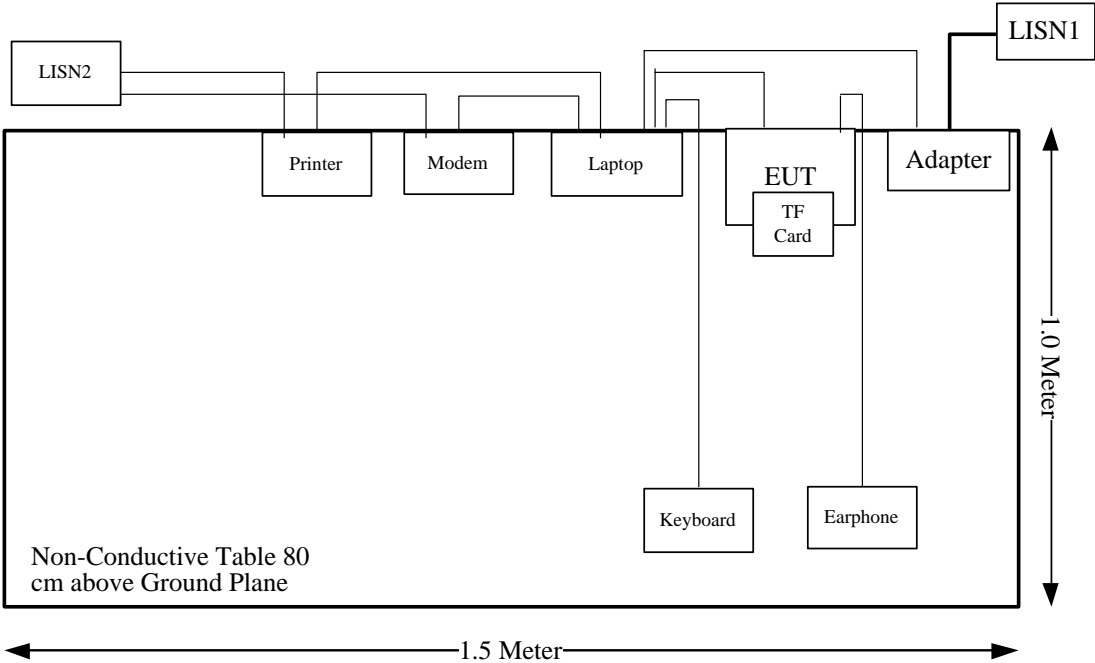 LISN1
LISN2
Printer
Modem
Laptop
EUT
Adapter
TF
Card
1.0 Meter
Keyboard
Earphone
Non-Conductive Table 80
cm above Ground Plane
1.5 Meter